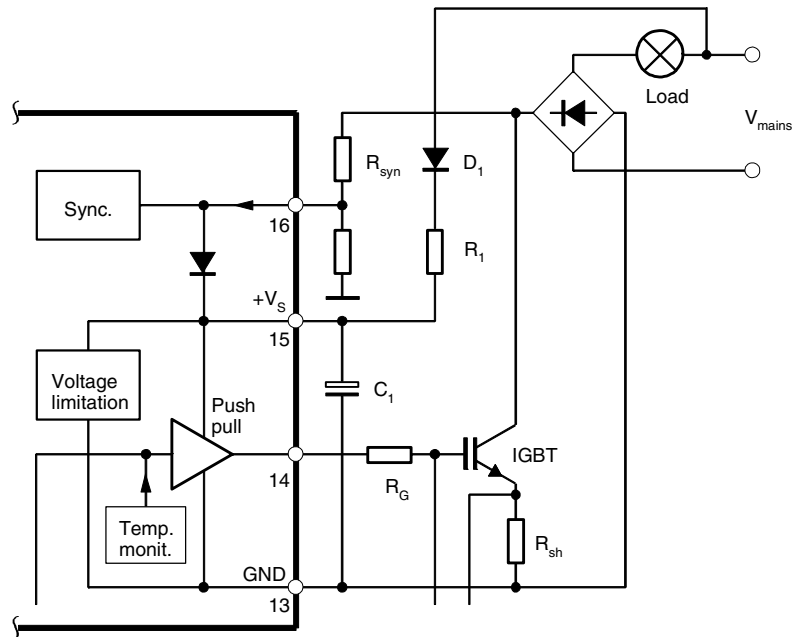 Load
V_mains
R_syn
D_1
Sync.
16
R_1
+V_S
15
Voltage
limitation
C_1
Push
pull
IGBT
14
R_G
Temp.
monit.
R_sh
GND
13